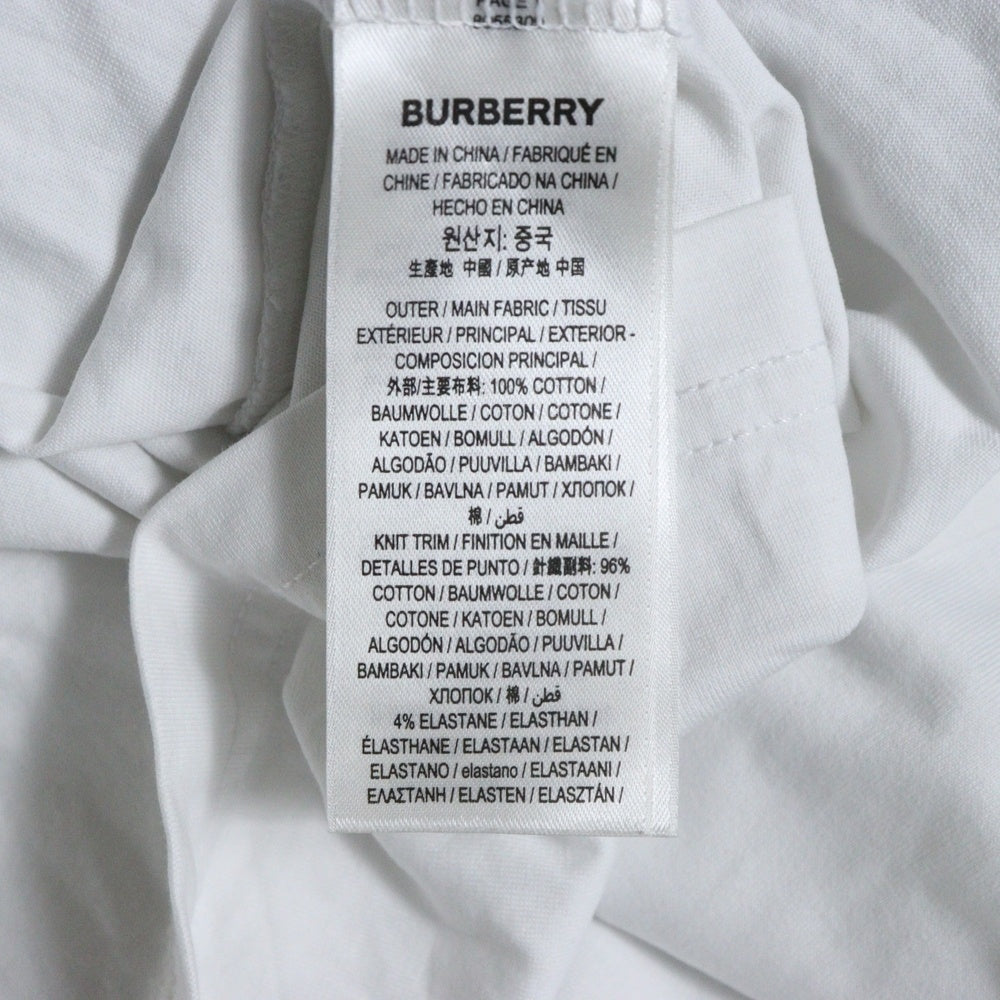 BURBERRY
MADE IN CHINA / FABRIQUÉ EN
CHINE / FABRICADO NA CHINA /
HECHO EN CHINA
원산지: 중국
生產地 中國 / 原产地 中国
OUTER / MAIN FABRIC / TISSU
EXTÉRIEUR / PRINCIPAL / EXTERIOR -
COMPOSICION PRINCIPAL /
外部/主要布料: 100% COTTON /
BAUMWOLLE / COTON / COTONE /
KATOEN / BOMULL / ALGODÓN /
ALGODÃO / PUUVILLA / BAMBAKI /
PAMUK / BAVLNA / PAMUT / ХЛОПОК /
棉 / قطن /
KNIT TRIM / FINITION EN MAILLE /
DETALLES DE PUNTO / 針織副料: 96%
COTTON / BAUMWOLLE / COTON /
COTONE / KATOEN / BOMULL /
ALGODÓN / ALGODÃO / PUUVILLA /
BAMBAKI / PAMUK / BAVLNA / PAMUT /
ХЛОПОК / 棉 / قطن /
4% ELASTANE / ELASTHAN /
ÉLASTHANE / ELASTAAN / ELASTAN /
ELASTANO / elastano / ELASTAANI /
ΕΛΑΣΤΑΝΗ / ELASTEN / ELASZTÁN /